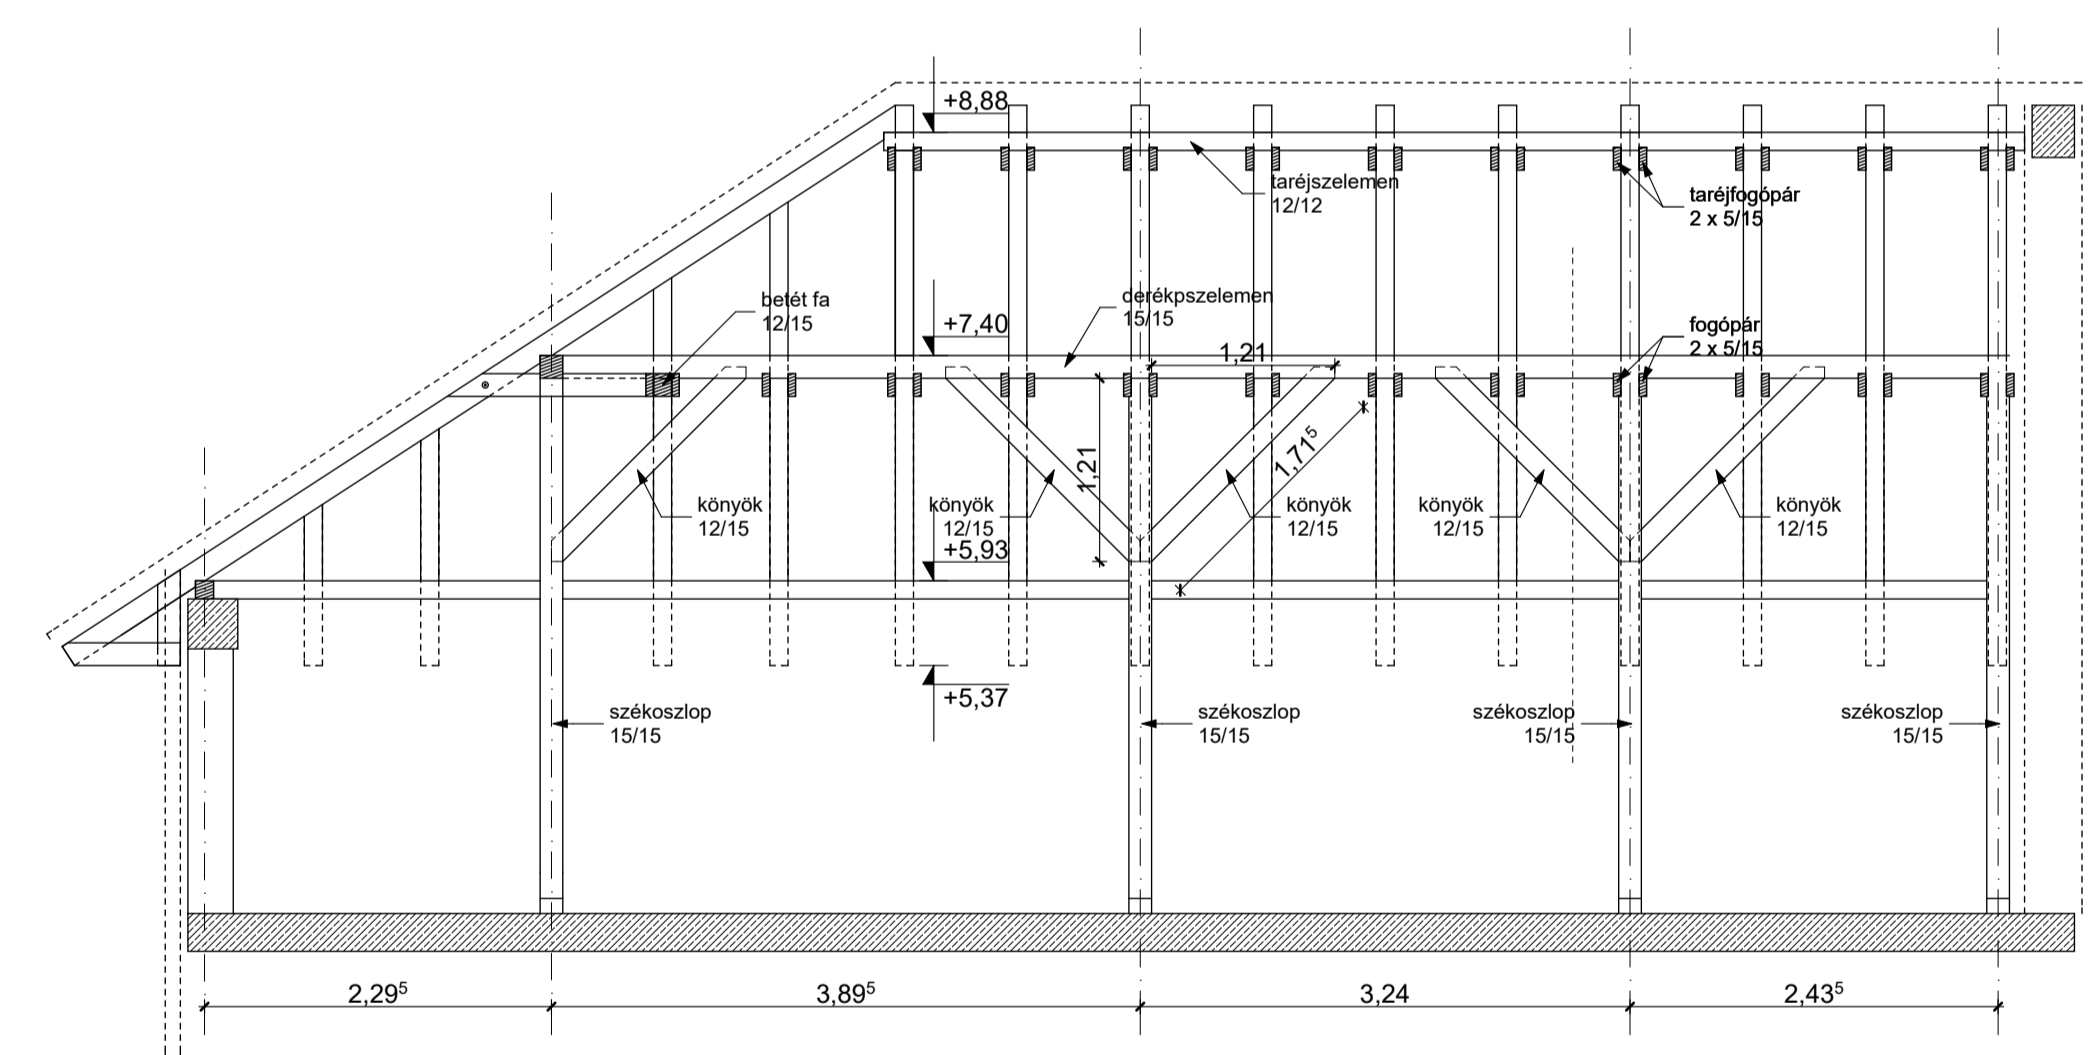 +8,88
taréjszelemen
12/12
taréjfogópár
2 x 5/15
betét fa
12/15
derékpszelemen
15/15
+7,40
fogópár
2 x 5/15
1,21
1,21
1,71⁵
könyök
12/15
könyök
12/15
könyök
12/15
könyök
12/15
könyök
12/15
+5,93
+5,37
székoszlop
15/15
székoszlop
15/15
székoszlop
15/15
székoszlop
15/15
2,29⁵
3,89⁵
3,24
2,43⁵